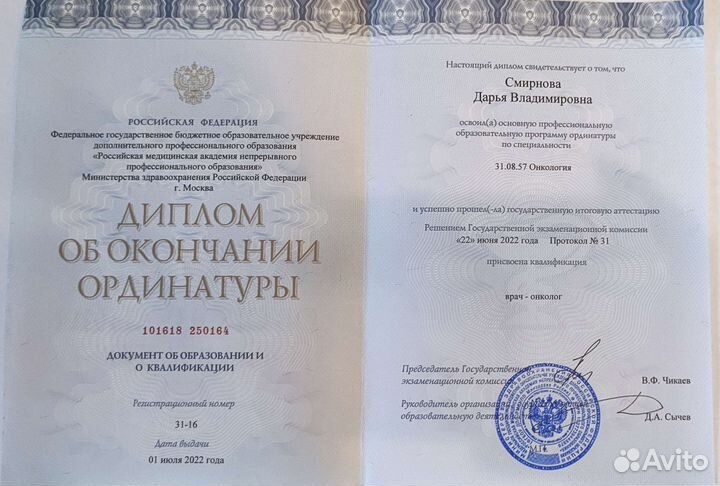 РОССИЙСКАЯ ФЕДЕРАЦИЯ
Федеральное государственное бюджетное образовательное учреждение
дополнительного профессионального образования
«Российская медицинская академия непрерывного
профессионального образования»
Министерства здравоохранения Российской Федерации
г. Москва
ДИПЛОМ
ОБ ОКОНЧАНИИ
ОРДИНАТУРЫ
101618 250164
ДОКУМЕНТ ОБ ОБРАЗОВАНИИ И
О КВАЛИФИКАЦИИ
Регистрационный номер
31-16
Дата выдачи
01 июля 2022 года
Настоящий диплом свидетельствует о том, что
Смирнова
Дарья Владимировна
освоил(а) основную профессиональную
образовательную программу ординатуры
по специальности
31.08.57 Онкология
и успешно прошел(-ла) государственную итоговую аттестацию
Решением Государственной экзаменационной комиссии
«22» июня 2022 года Протокол № 31
присвоена квалификация
врач - онколог
Председатель Государственной
экзаменационной комиссии
В.Ф. Чикаев
Руководитель организации,
образовательную деятельность
Д.А. Сычев
М.П.
Avito